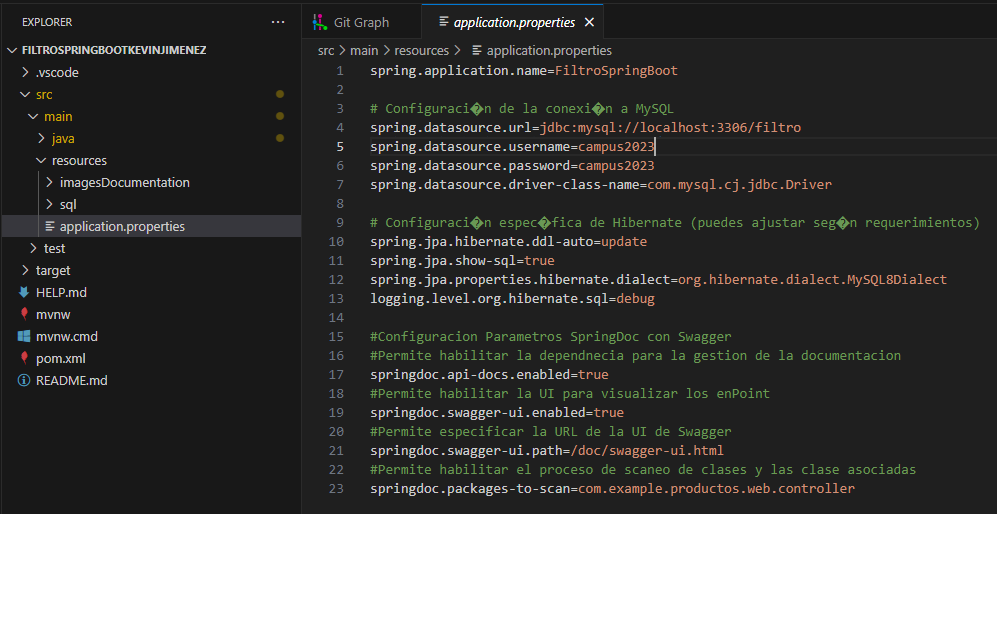 EXPLORER
FILTROSPRINGBOOTKEVINJIMENEZ
.vscode
src
main
java
resources
imagesDocumentation
sql
application.properties
test
target
HELP.md
mvnw
mvnw.cmd
pom.xml
README.md
Git Graph
application.properties
src > main > resources > application.properties
1 spring.application.name=FiltroSpringBoot
2
3 # Configuraci�n de la conexi�n a MySQL
4 spring.datasource.url=jdbc:mysql://localhost:3306/filtro
5 spring.datasource.username=campus2023
6 spring.datasource.password=campus2023
7 spring.datasource.driver-class-name=com.mysql.cj.jdbc.Driver
8
9 # Configuraci�n espec�fica de Hibernate (puedes ajustar seg�n requerimientos)
10 spring.jpa.hibernate.ddl-auto=update
11 spring.jpa.show-sql=true
12 spring.jpa.properties.hibernate.dialect=org.hibernate.dialect.MySQL8Dialect
13 logging.level.org.hibernate.sql=debug
14
15 #Configuracion Parametros SpringDoc con Swagger
16 #Permite habilitar la dependnecia para la gestion de la documentacion
17 springdoc.api-docs.enabled=true
18 #Permite habilitar la UI para visualizar los enPoint
19 springdoc.swagger-ui.enabled=true
20 #Permite especificar la URL de la UI de Swagger
21 springdoc.swagger-ui.path=/doc/swagger-ui.html
22 #Permite habilitar el proceso de scaneo de clases y las clase asociadas
23 springdoc.packages-to-scan=com.example.productos.web.controller